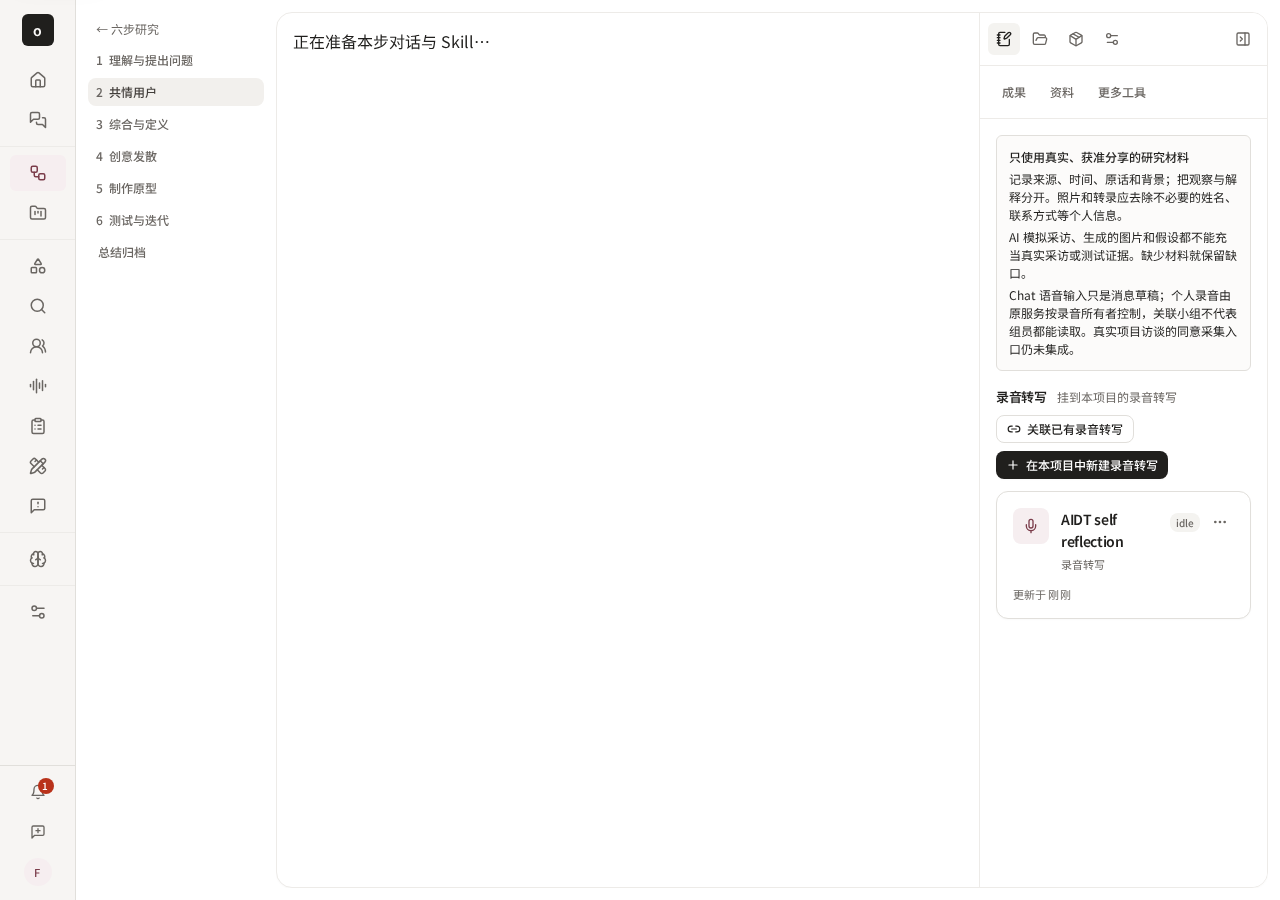 o
← 六步研究
1 理解与提出问题
2 共情用户
3 综合与定义
4 创意发散
5 制作原型
6 测试与迭代
总结归档
正在准备本步对话与 Skill…
成果 资料 更多工具
只使用真实、获准分享的研究材料
记录来源、时间、原话和背景；把观察与解
释分开。照片和转录应去除不必要的姓名、
联系方式等个人信息。
AI 模拟采访、生成的图片和假设都不能充
当真实采访或测试证据。缺少材料就保留缺
口。
Chat 语音输入只是消息草稿；个人录音由
原服务按录音所有者控制，关联小组不代表
组员都能读取。真实项目访谈的同意采集入
口仍未集成。
录音转写 挂到本项目的录音转写
关联已有录音转写
+ 在本项目中新建录音转写
AIDT self
reflection
idle
录音转写
更新于 刚刚
1
F